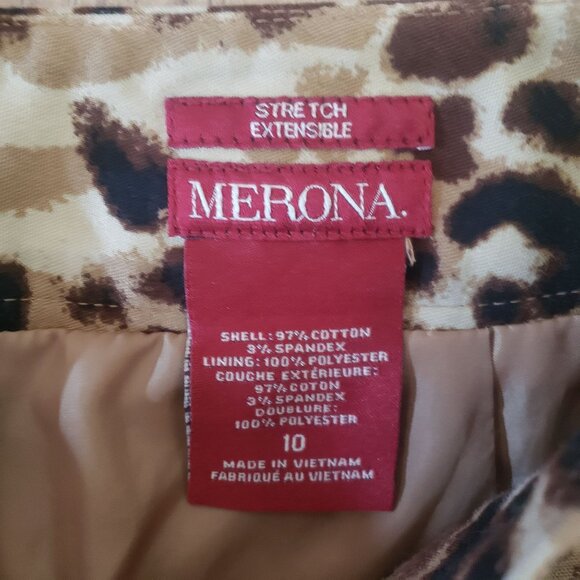 STRETCH
EXTENSIBLE
MERONA.
SHELL: 97% COTTON
3% SPANDEX
LINING: 100% POLYESTER
COUCHE EXTÉRIEURE:
97% COTON
3% SPANDEX
DOUBLURE:
100% POLYESTER
10
MADE IN VIETNAM
FABRIQUÉ AU VIETNAM